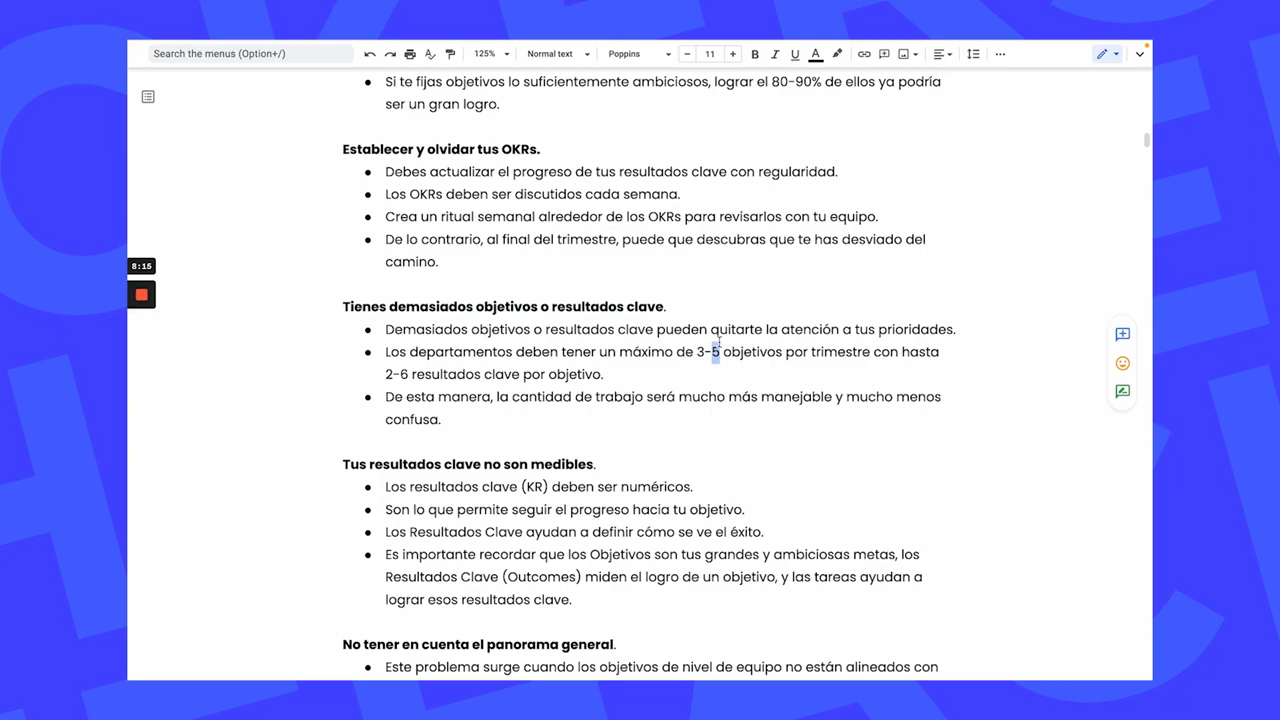 Search the menus (Option+/)
125%
Normal text
Poppins
− 11 +
B I U A
Si te fijas objetivos lo suficientemente ambiciosos, lograr el 80-90% de ellos ya podría
ser un gran logro.
Establecer y olvidar tus OKRs.
● Debes actualizar el progreso de tus resultados clave con regularidad.
● Los OKRs deben ser discutidos cada semana.
● Crea un ritual semanal alrededor de los OKRs para revisarlos con tu equipo.
● De lo contrario, al final del trimestre, puede que descubras que te has desviado del
camino.
8:15
Tienes demasiados objetivos o resultados clave.
● Demasiados objetivos o resultados clave pueden quitarte la atención a tus prioridades.
● Los departamentos deben tener un máximo de 3-5 objetivos por trimestre con hasta
2-6 resultados clave por objetivo.
● De esta manera, la cantidad de trabajo será mucho más manejable y mucho menos
confusa.
Tus resultados clave no son medibles.
● Los resultados clave (KR) deben ser numéricos.
● Son lo que permite seguir el progreso hacia tu objetivo.
● Los Resultados Clave ayudan a definir cómo se ve el éxito.
● Es importante recordar que los Objetivos son tus grandes y ambiciosas metas, los
Resultados Clave (Outcomes) miden el logro de un objetivo, y las tareas ayudan a
lograr esos resultados clave.
No tener en cuenta el panorama general.
● Este problema surge cuando los objetivos de nivel de equipo no están alineados con